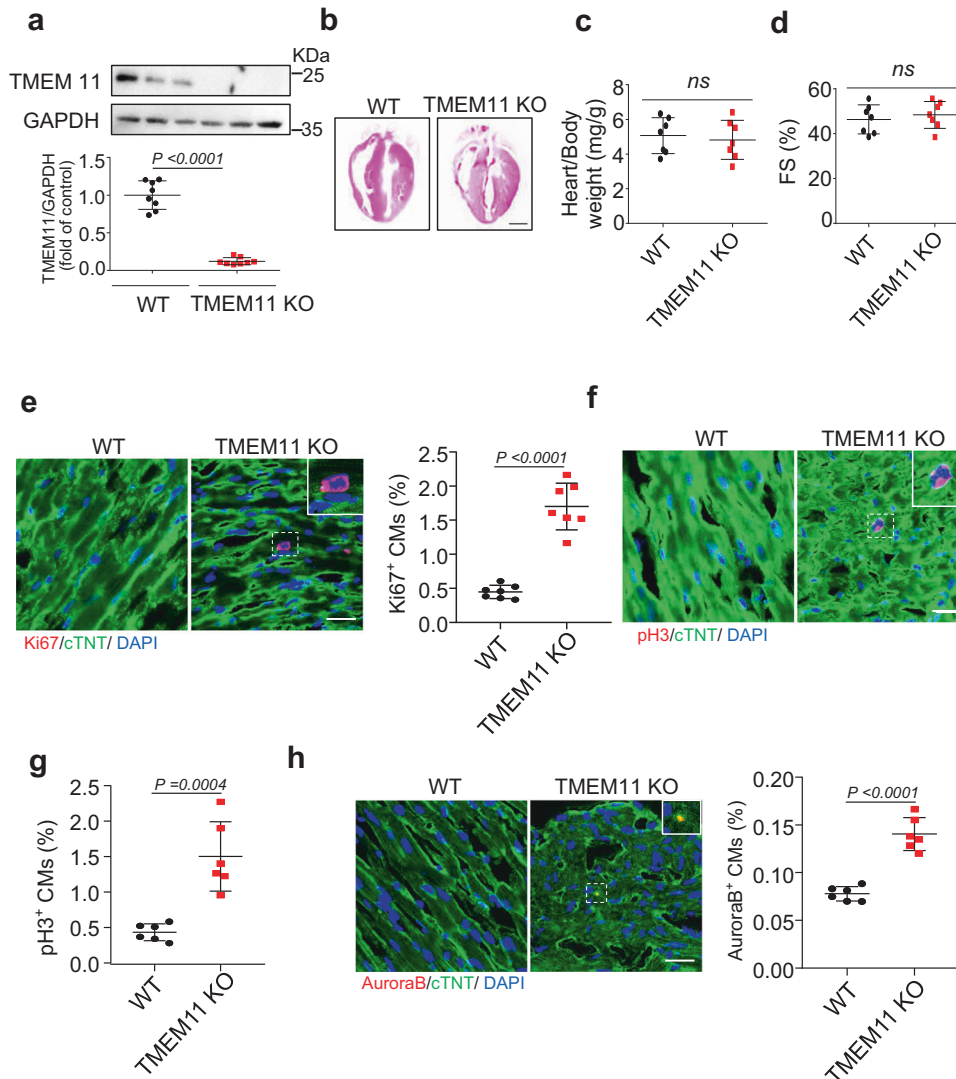 a
KDa
TMEM 11
25
GAPDH
35
TMEM11/GAPDH
(fold of control)
1.5
1.0
0.5
0.0
P <0.0001
WT
TMEM11 KO
b
WT
TMEM11 KO
c
ns
Heart/Body
weight (mg/g)
8
6
4
2
0
WT
TMEM11 KO
d
ns
FS (%)
60
40
20
0
WT
TMEM11 KO
e
WT
TMEM11 KO
Ki67/cTNT/ DAPI
Ki67+ CMs (%)
2.5
2.0
1.5
1.0
0.5
0.0
P <0.0001
WT
TMEM11 KO
f
WT
TMEM11 KO
pH3/cTNT/ DAPI
g
pH3+ CMs (%)
2.5
2.0
1.5
1.0
0.5
0.0
P =0.0004
WT
TMEM11 KO
h
WT
TMEM11 KO
AuroraB/cTNT/ DAPI
AuroraB+ CMs (%)
0.20
0.15
0.10
0.05
0.00
P <0.0001
WT
TMEM11 KO